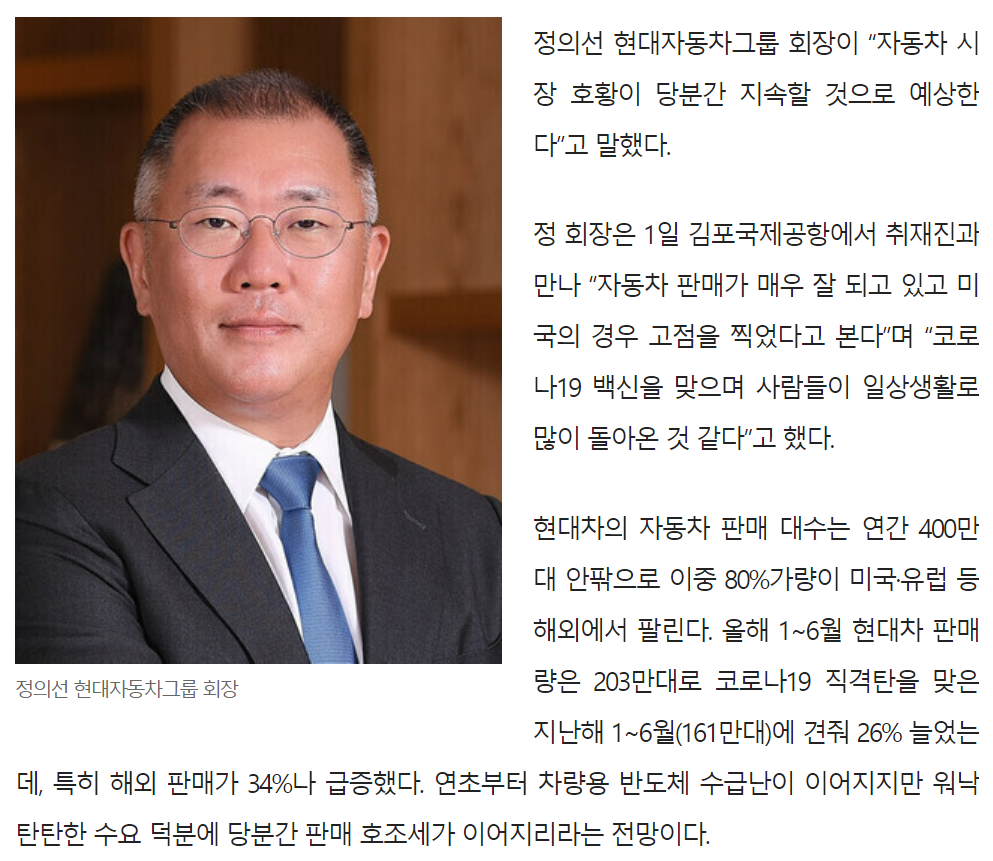 정의선 현대자동차그룹 회장이 “자동차 시
장 호황이 당분간 지속할 것으로 예상한
다”고 말했다.
정 회장은 1일 김포국제공항에서 취재진과
만나 “자동차 판매가 매우 잘 되고 있고 미
국의 경우 고점을 찍었다고 본다”며 “코로
나19 백신을 맞으며 사람들이 일상생활로
많이 돌아온 것 같다”고 했다.
현대차의 자동차 판매 대수는 연간 400만
대 안팎으로 이중 80%가량이 미국·유럽 등
해외에서 팔린다. 올해 1~6월 현대차 판매
량은 203만대로 코로나19 직격탄을 맞은
지난해 1~6월(161만대)에 견줘 26% 늘었는
데, 특히 해외 판매가 34%나 급증했다. 연초부터 차량용 반도체 수급난이 이어지지만 워낙
탄탄한 수요 덕분에 당분간 판매 호조세가 이어지리라는 전망이다.
정의선 현대자동차그룹 회장